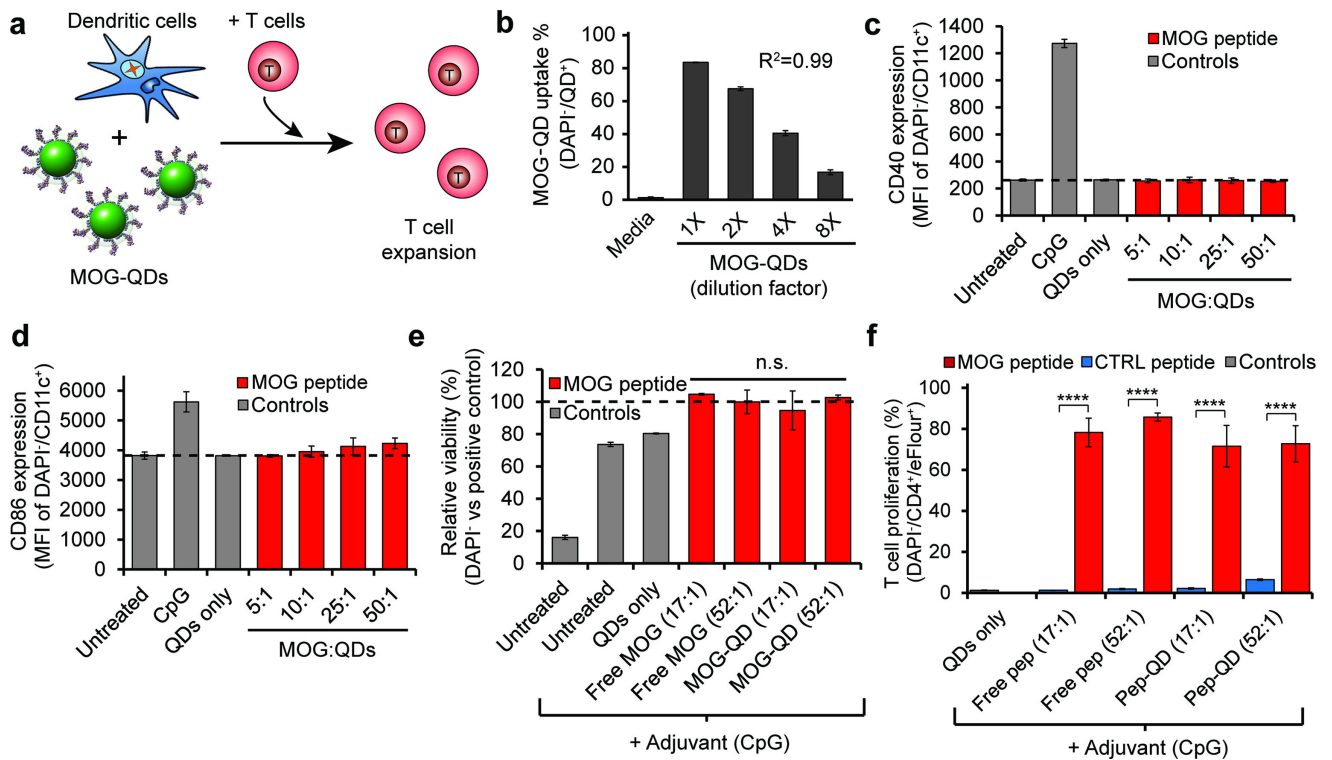 a
Dendritic cells
+ T cells
T
T
T
T
+
MOG-QDs
T cell
expansion
b
MOG-QD uptake %
(DAPI⁻/QD⁺)
100
80
60
40
20
0
R²=0.99
Media
1X
2X
4X
8X
MOG-QDs
(dilution factor)
c
CD40 expression
(MFI of DAPI⁻/CD11c⁺)
1400
1200
1000
800
600
400
200
0
MOG peptide
Controls
Untreated
CpG
QDs only
5:1
10:1
25:1
50:1
MOG:QDs
d
CD86 expression
(MFI of DAPI⁻/CD11c⁺)
6000
5000
4000
3000
2000
1000
0
MOG peptide
Controls
Untreated
CpG
QDs only
5:1
10:1
25:1
50:1
MOG:QDs
e
Relative viability (%)
(DAPI⁻ vs positive control)
120
100
80
60
40
20
0
MOG peptide
Controls
n.s.
Untreated
Untreated
QDs only
Free MOG (17:1)
Free MOG (52:1)
MOG-QD (17:1)
MOG-QD (52:1)
+ Adjuvant (CpG)
f
MOG peptide
CTRL peptide
Controls
T cell proliferation (%)
(DAPI⁻/CD4⁺/eFlour⁺)
100
80
60
40
20
0
****
****
****
****
QDs only
Free pep (17:1)
Free pep (52:1)
Pep-QD (17:1)
Pep-QD (52:1)
+ Adjuvant (CpG)